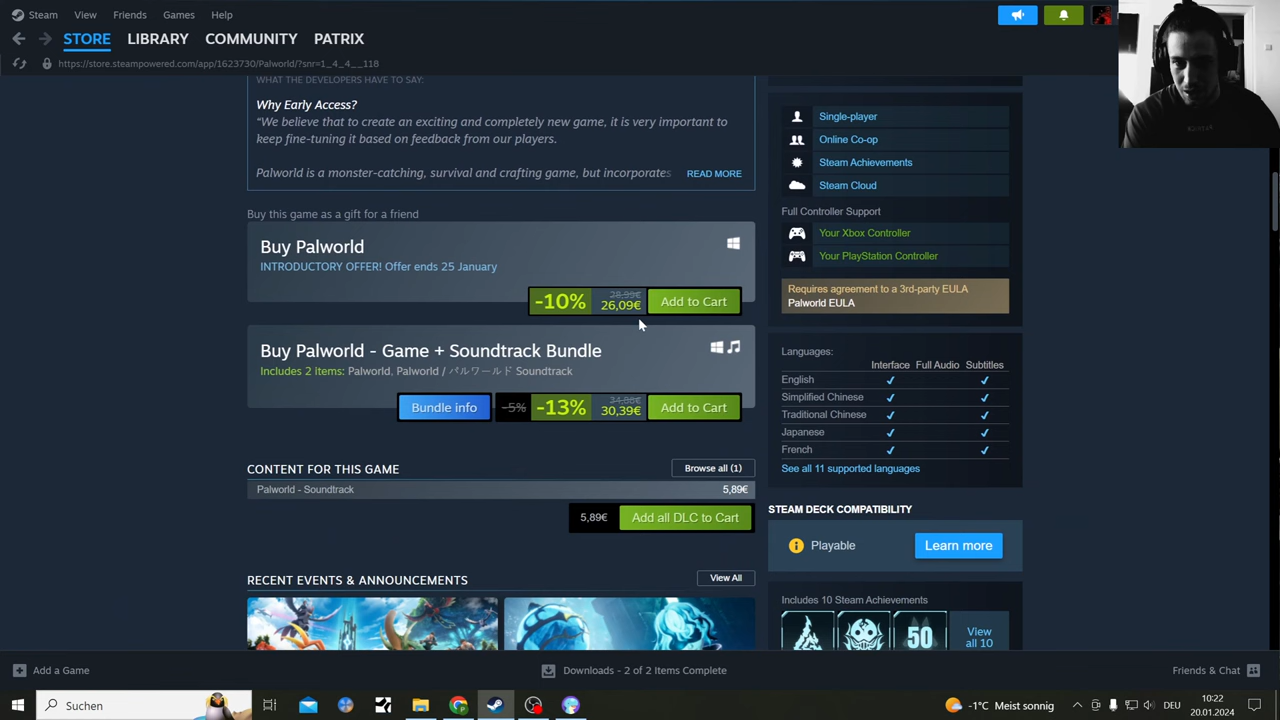 Steam View Friends Games Help
STORE LIBRARY COMMUNITY PATRIX
https://store.steampowered.com/app/1623730/Palworld/?snr=1_4_4__118
WHAT THE DEVELOPERS HAVE TO SAY:
Why Early Access?
“We believe that to create an exciting and completely new game, it is very important to
keep fine-tuning it based on feedback from our players.
Palworld is a monster-catching, survival and crafting game, but incorporates READ MORE
Buy this game as a gift for a friend
Buy Palworld
INTRODUCTORY OFFER! Offer ends 25 January
-10% 28,99€ 26,09€ Add to Cart
Buy Palworld - Game + Soundtrack Bundle
Includes 2 items: Palworld, Palworld / パルワールド Soundtrack
Bundle info -5% -13% 34,88€ 30,39€ Add to Cart
CONTENT FOR THIS GAME Browse all (1)
Palworld - Soundtrack 5,89€
5,89€ Add all DLC to Cart
RECENT EVENTS & ANNOUNCEMENTS View All
Single-player
Online Co-op
Steam Achievements
Steam Cloud
Full Controller Support
Your Xbox Controller
Your PlayStation Controller
Requires agreement to a 3rd-party EULA
Palworld EULA
Languages:
Interface Full Audio Subtitles
English ✔ ✔
Simplified Chinese ✔ ✔
Traditional Chinese ✔ ✔
Japanese ✔ ✔
French ✔ ✔
See all 11 supported languages
STEAM DECK COMPATIBILITY
Playable Learn more
Includes 10 Steam Achievements
50
View
all 10
Add a Game Downloads - 2 of 2 Items Complete Friends & Chat
Suchen -1°C Meist sonnig DEU 10:22
20.01.2024